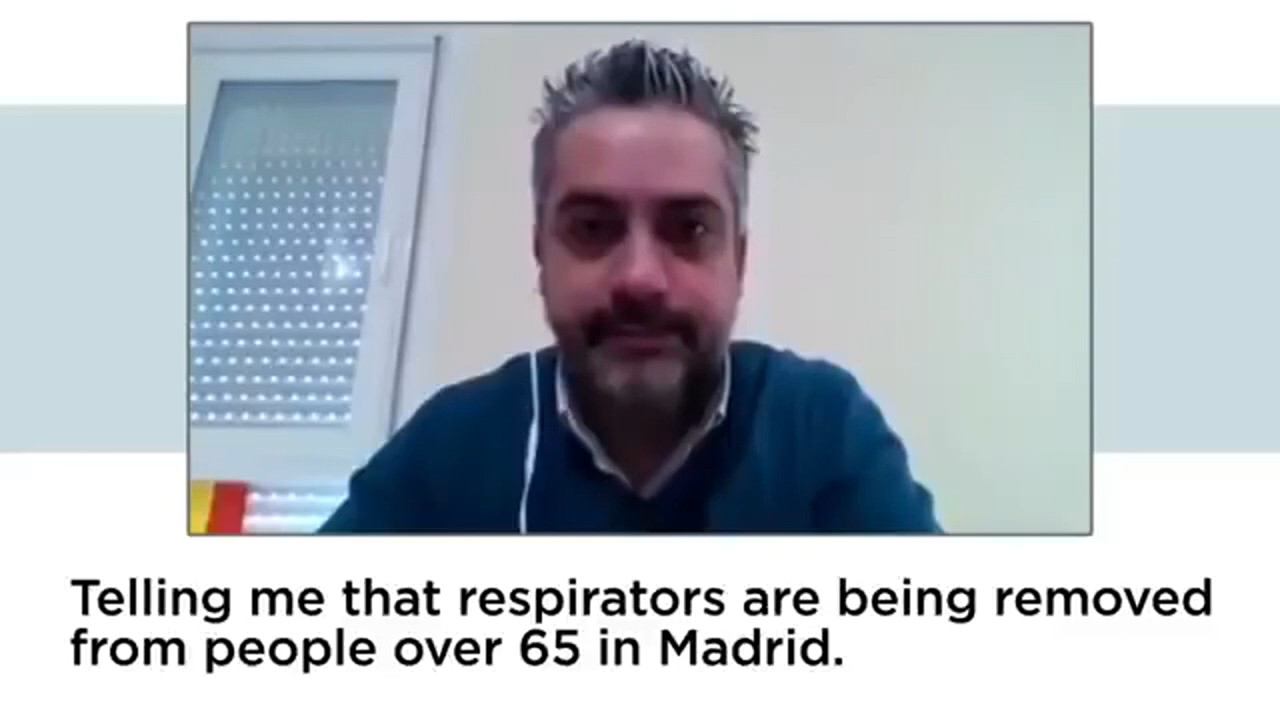 Telling me that respirators are being removed
from people over 65 in Madrid.